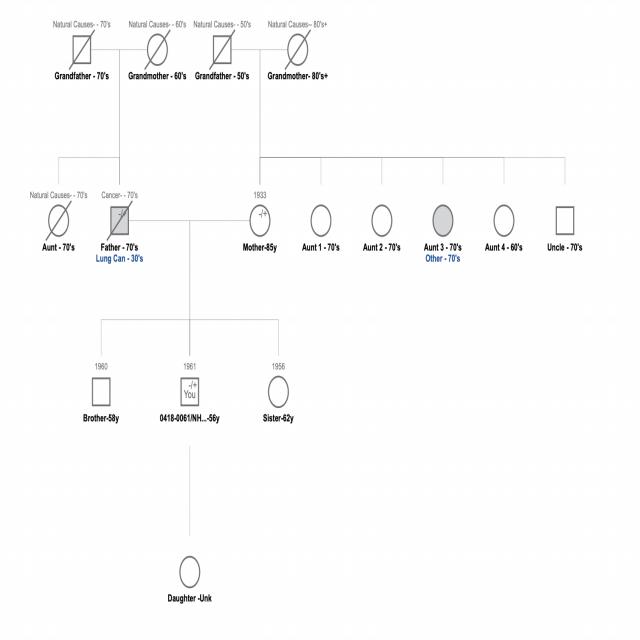 Natural Causes- - 70's
Natural Causes- - 60's
Natural Causes- - 50's
Natural Causes-- 80's+
Grandfather - 70's
Grandmother - 60's
Grandfather - 50's
Grandmother- 80's+
Natural Causes- - 70's
Cancer- - 70's
1933
-/+
-/+
Aunt - 70's
Father - 70's
Mother-85y
Aunt 1 - 70's
Aunt 2 - 70's
Aunt 3 - 70's
Aunt 4 - 60's
Uncle - 70's
Lung Can - 30's
Other - 70's
1960
1961
1956
-/+
You
Brother-58y
0418-0061/NH...-56y
Sister-62y
Daughter -Unk